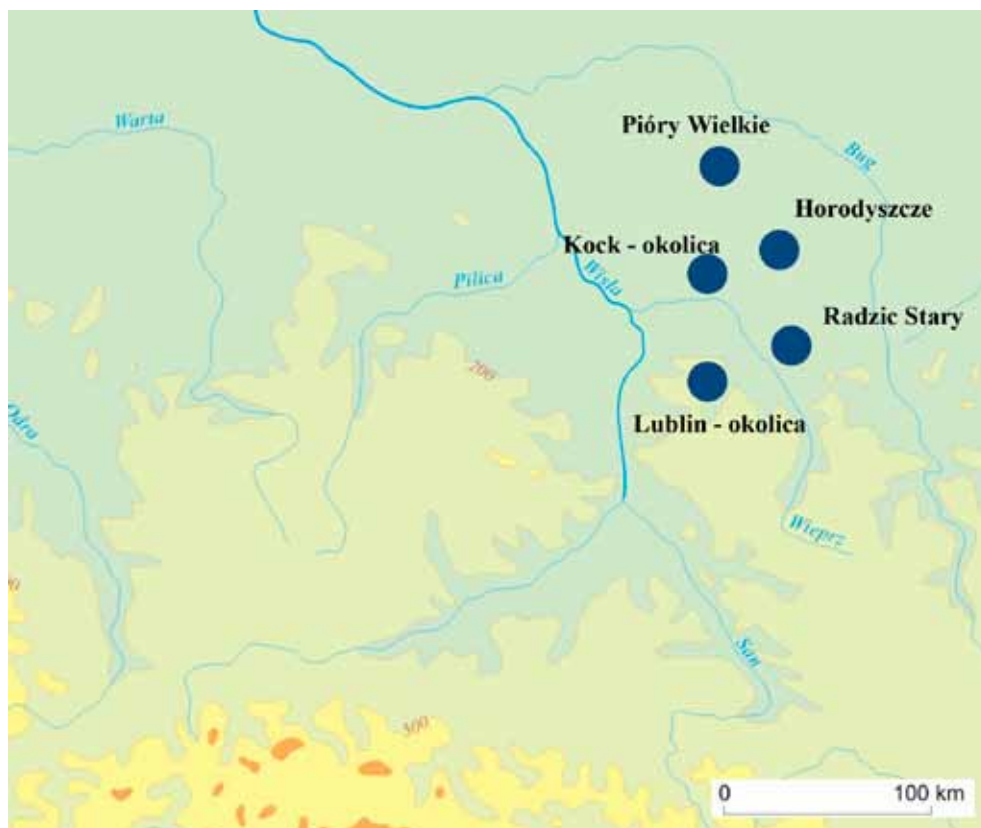 Warta
Pióry Wielkie
Bug
Horodyszcze
Kock - okolica
Pilica
Wisła
Radzic Stary
200
Odra
Lublin - okolica
Wieprz
San
300
0 100 km